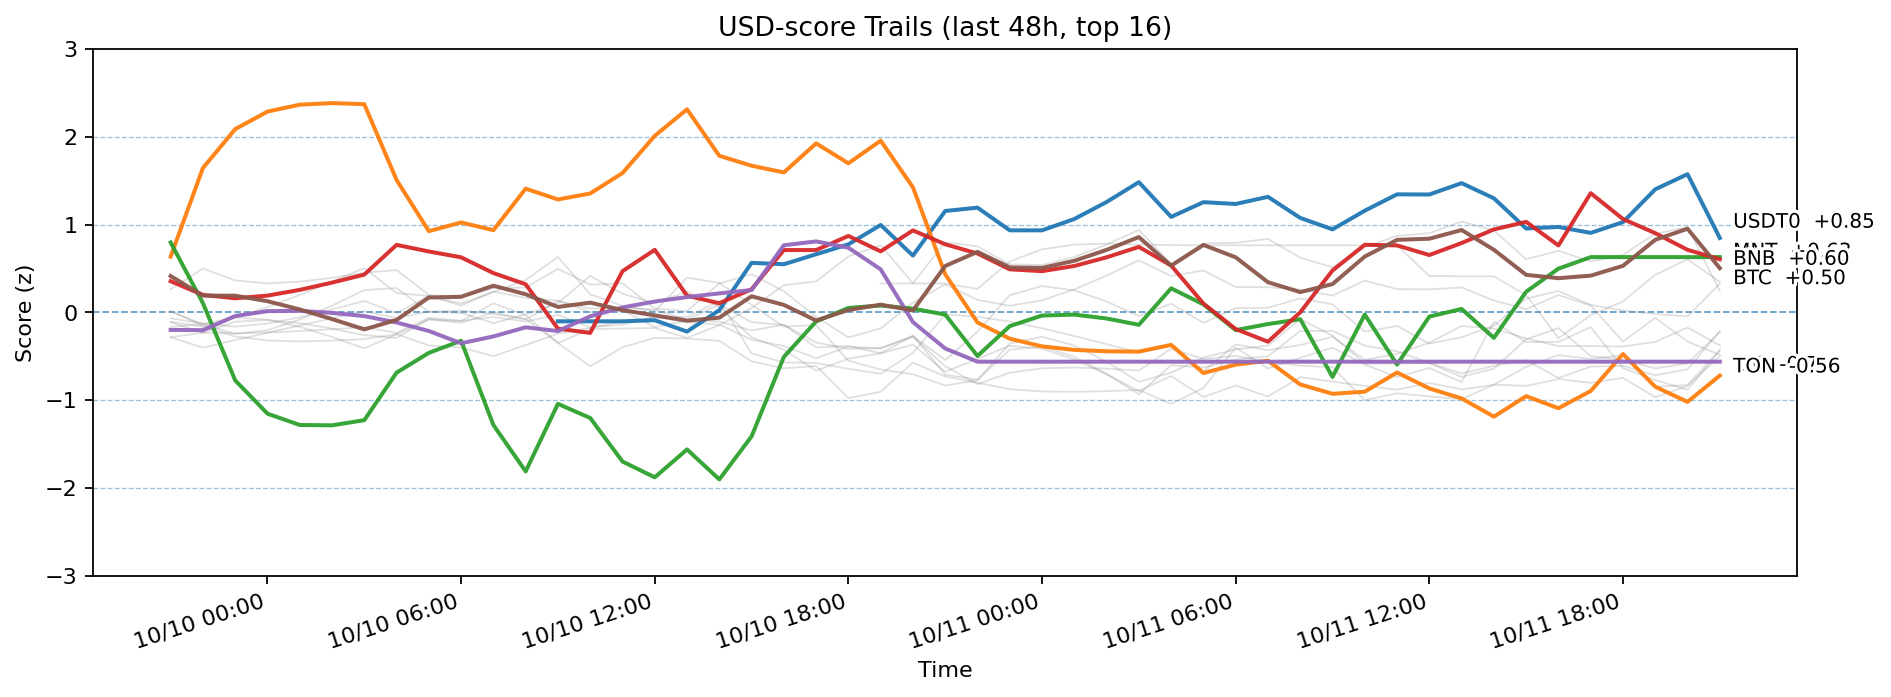 USD-score Trails (last 48h, top 16)
Score (z)
3
2
1
0
−1
−2
−3
USDT0 +0.85
MNT
BNB +0.60
BTC +0.50
TON -0.56
10/10 00:00
10/10 06:00
10/10 12:00
10/10 18:00
10/11 00:00
10/11 06:00
10/11 12:00
10/11 18:00
Time